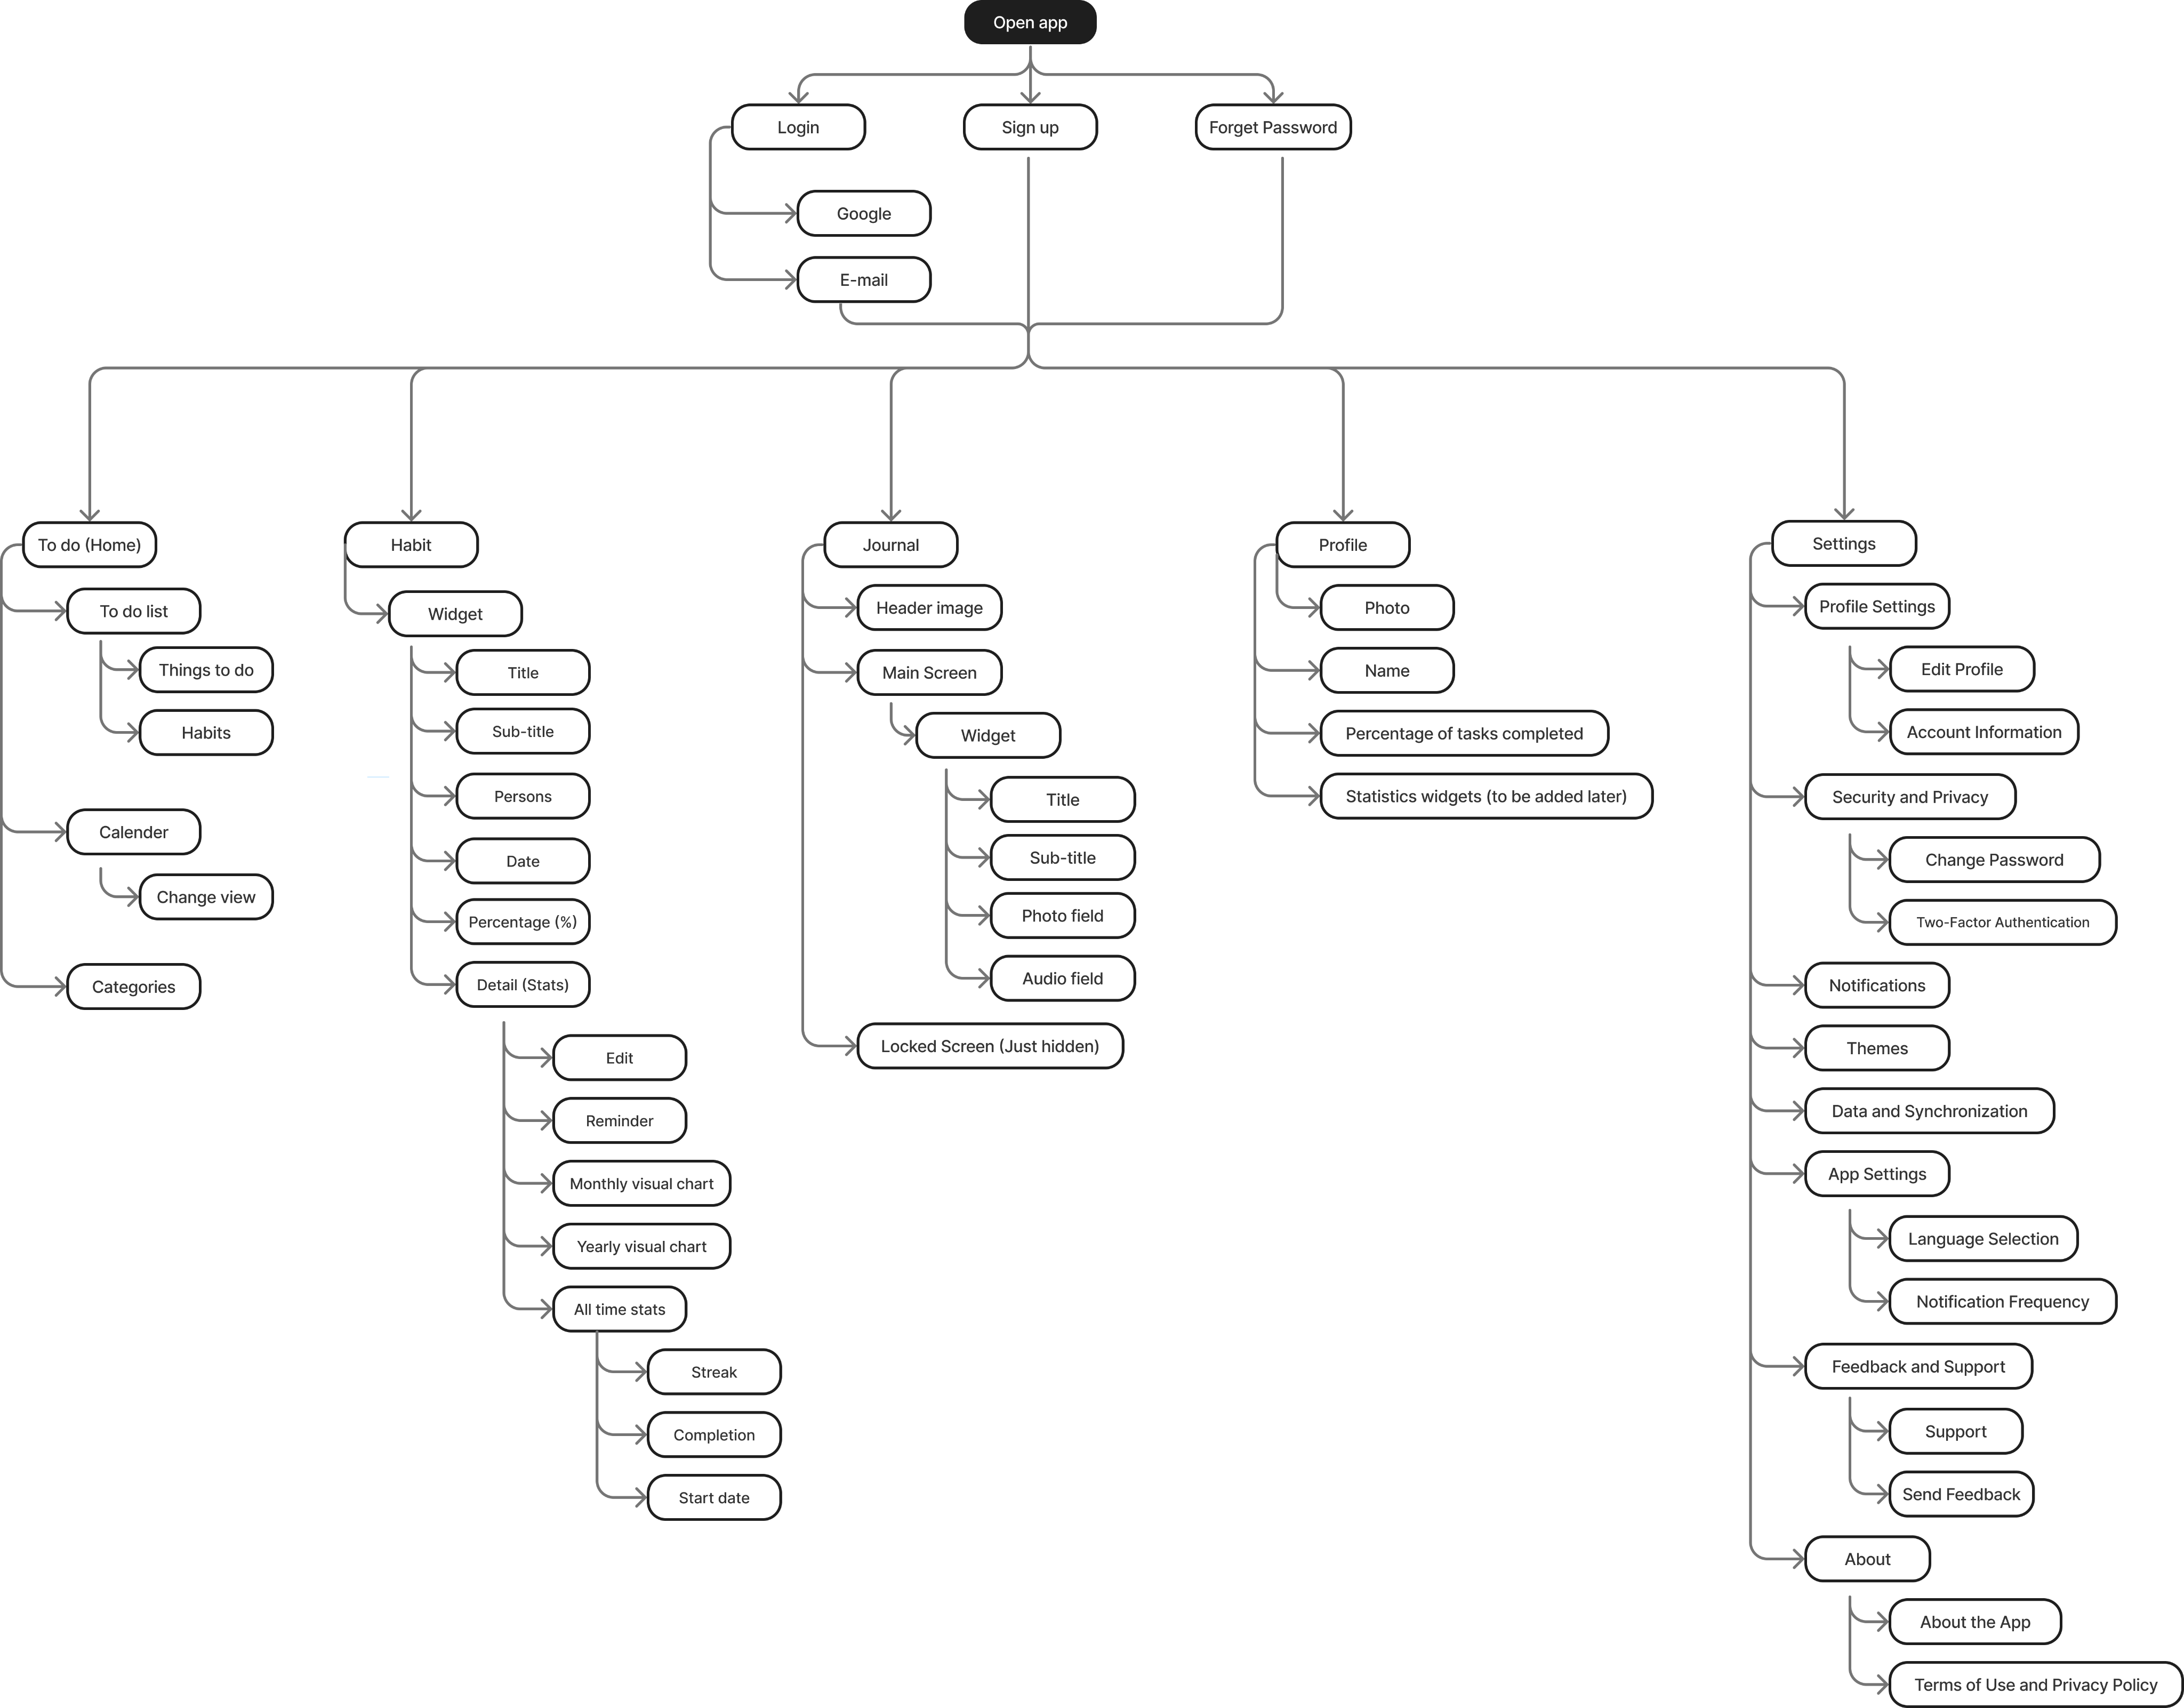 Open app
Login
Sign up
Forget Password
Google
E-mail
To do (Home)
To do list
Things to do
Habits
Calender
Change view
Categories
Habit
Widget
Title
Sub-title
Persons
Date
Percentage (%)
Detail (Stats)
Edit
Reminder
Monthly visual chart
Yearly visual chart
All time stats
Streak
Completion
Start date
Journal
Header image
Main Screen
Widget
Title
Sub-title
Photo field
Audio field
Locked Screen (Just hidden)
Profile
Photo
Name
Percentage of tasks completed
Statistics widgets (to be added later)
Settings
Profile Settings
Edit Profile
Account Information
Security and Privacy
Change Password
Two-Factor Authentication
Notifications
Themes
Data and Synchronization
App Settings
Language Selection
Notification Frequency
Feedback and Support
Support
Send Feedback
About
About the App
Terms of Use and Privacy Policy